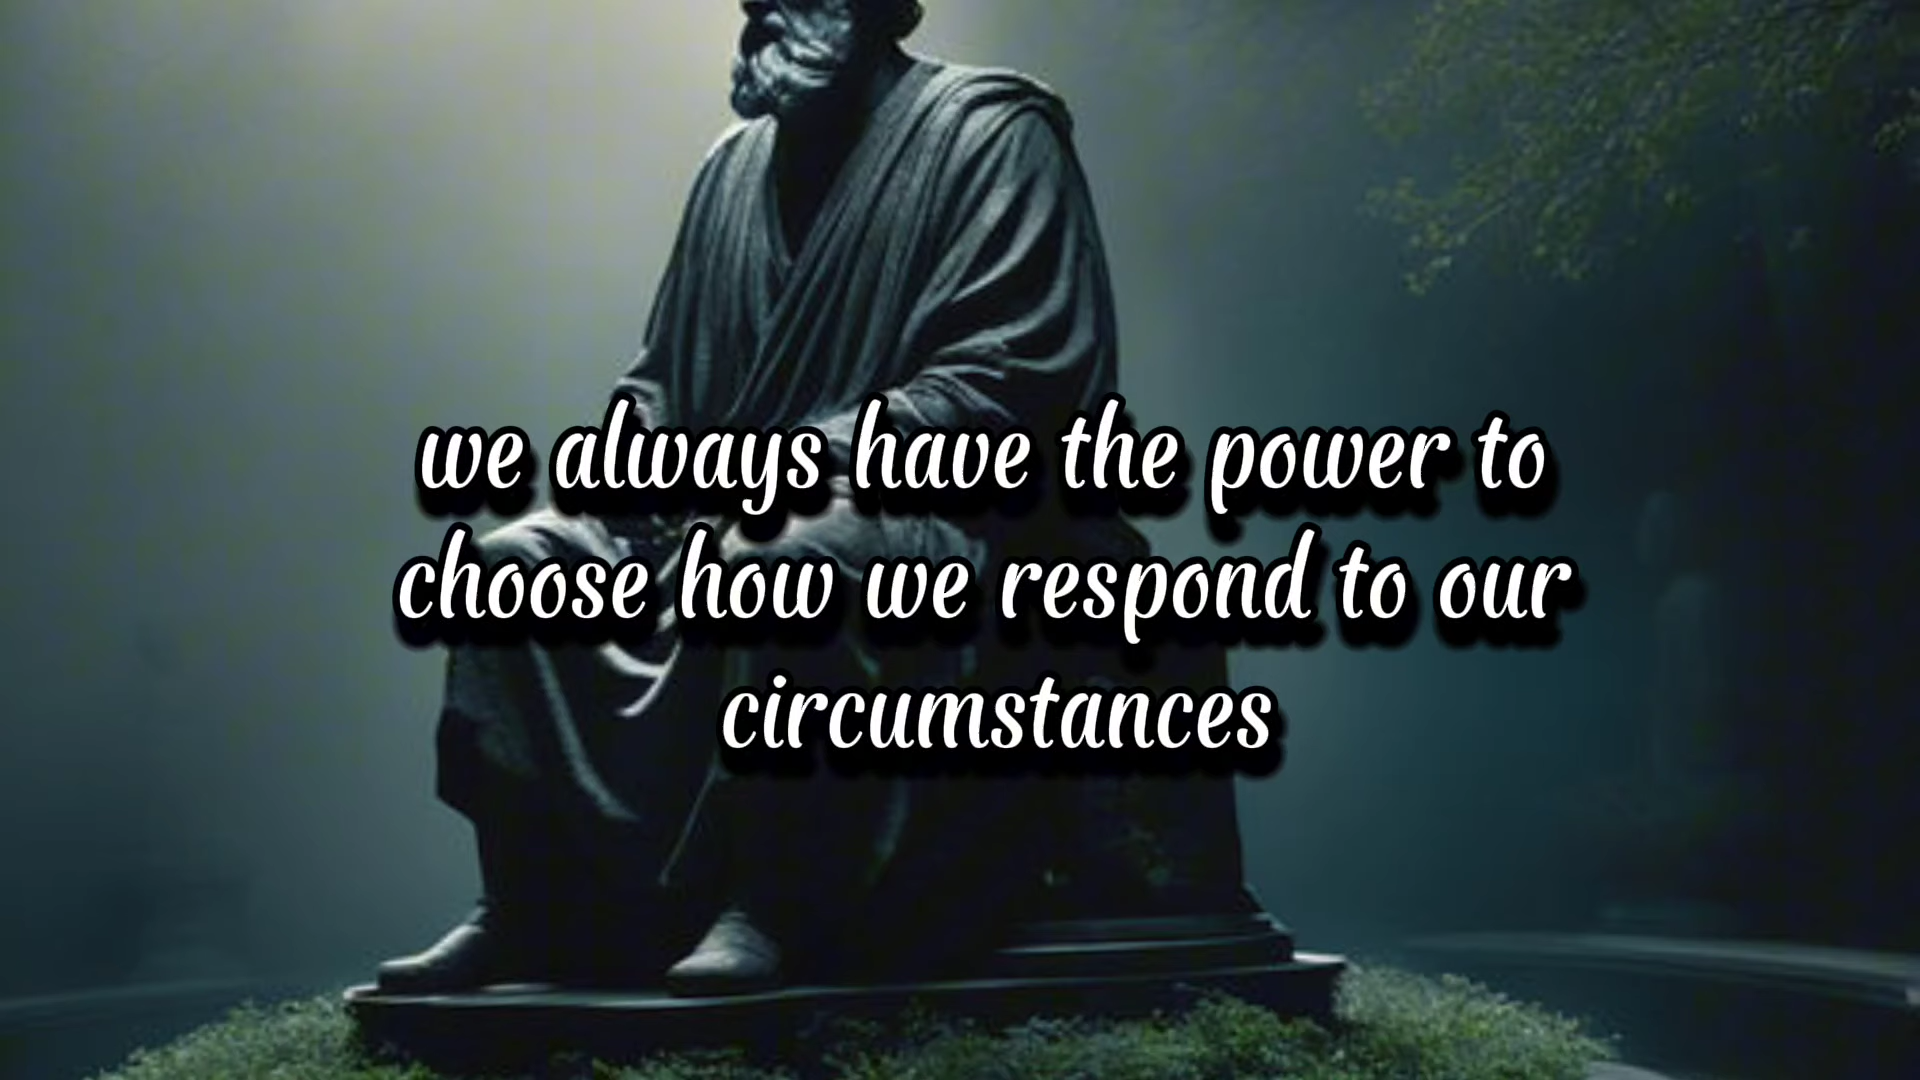 we always have the power to
choose how we respond to our
circumstances